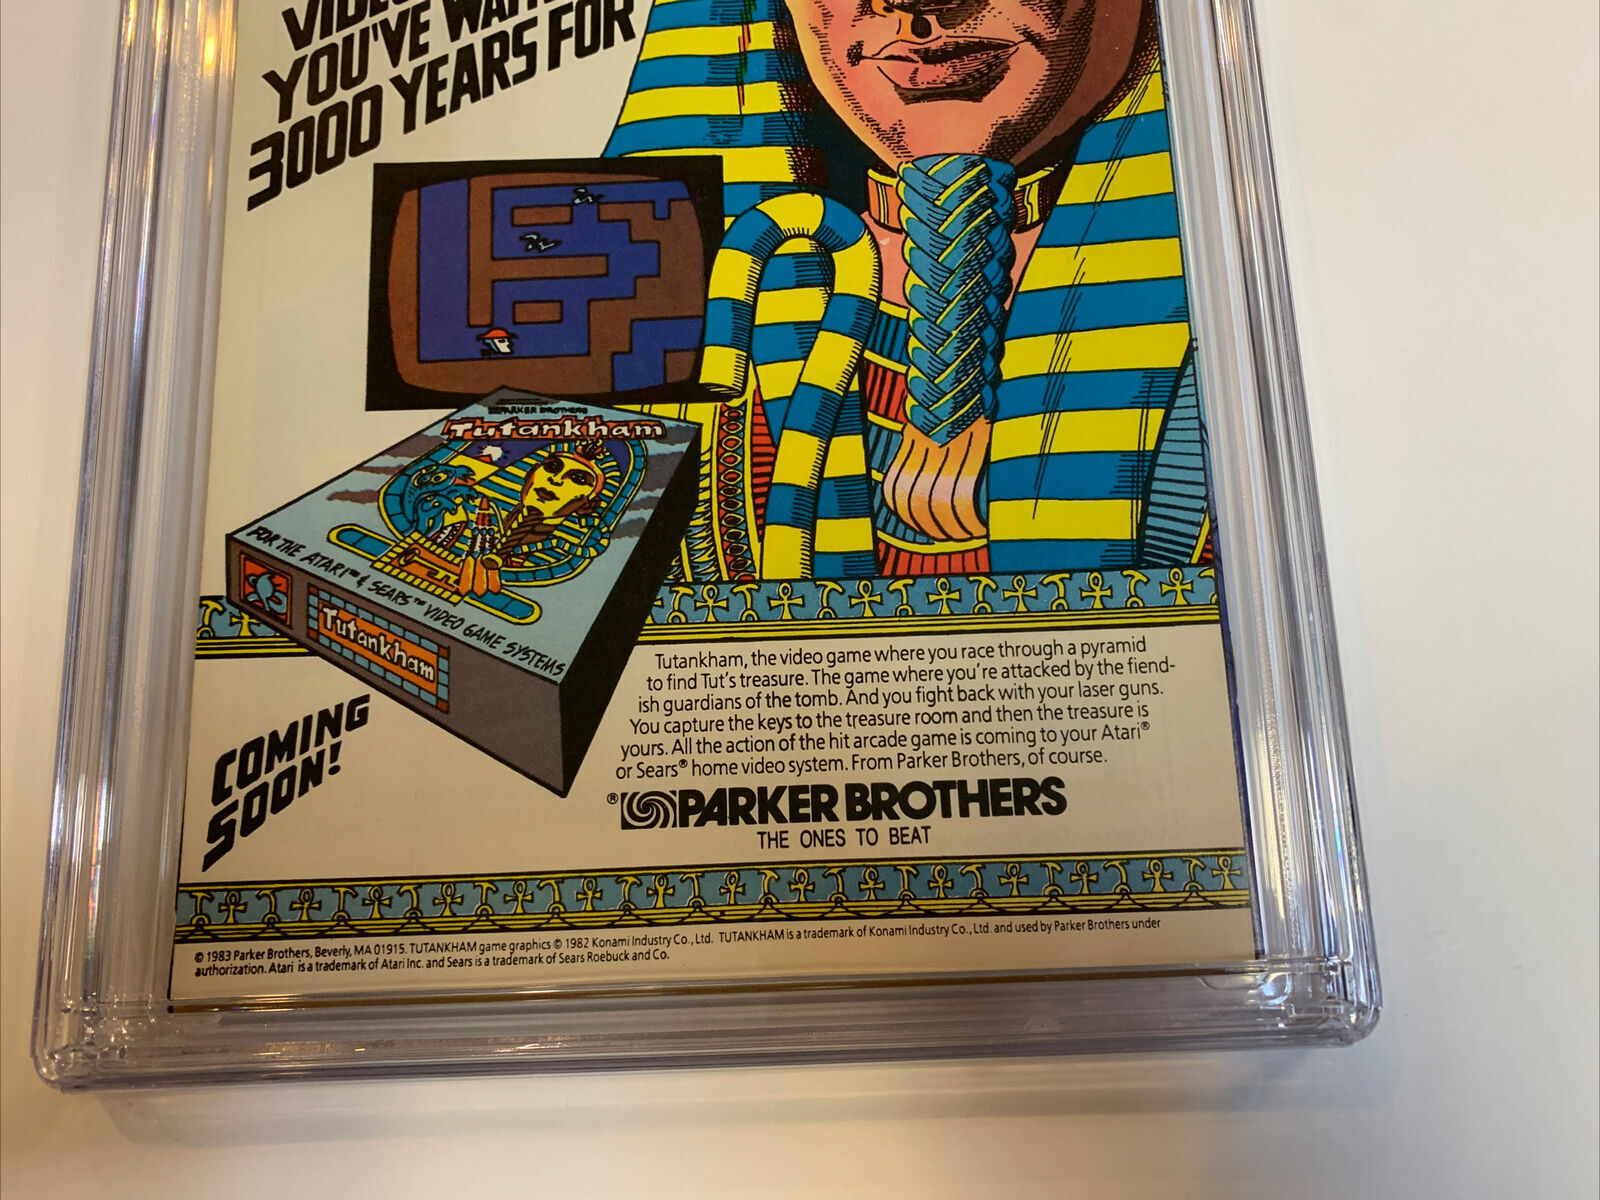 YOU'VE
3000 YEARS FOR
PARKER BROTHERS
Tutankham
FOR THE ATARI™ & SEARS™ VIDEO GAME SYSTEMS
Tutankham
COMING
SOON!
Tutankham, the video game where you race through a pyramid
to find Tut's treasure. The game where you're attacked by the fiend-
ish guardians of the tomb. And you fight back with your laser guns.
You capture the keys to the treasure room and then the treasure is
yours. All the action of the hit arcade game is coming to your Atari®
or Sears® home video system. From Parker Brothers, of course.
® PARKER BROTHERS
THE ONES TO BEAT
© 1983 Parker Brothers, Beverly, MA 01915. TUTANKHAM game graphics © 1982 Konami Industry Co., Ltd. TUTANKHAM is a trademark of Konami Industry Co., Ltd. and used by Parker Brothers under
authorization. Atari is a trademark of Atari Inc. and Sears is a trademark of Sears Roebuck and Co.